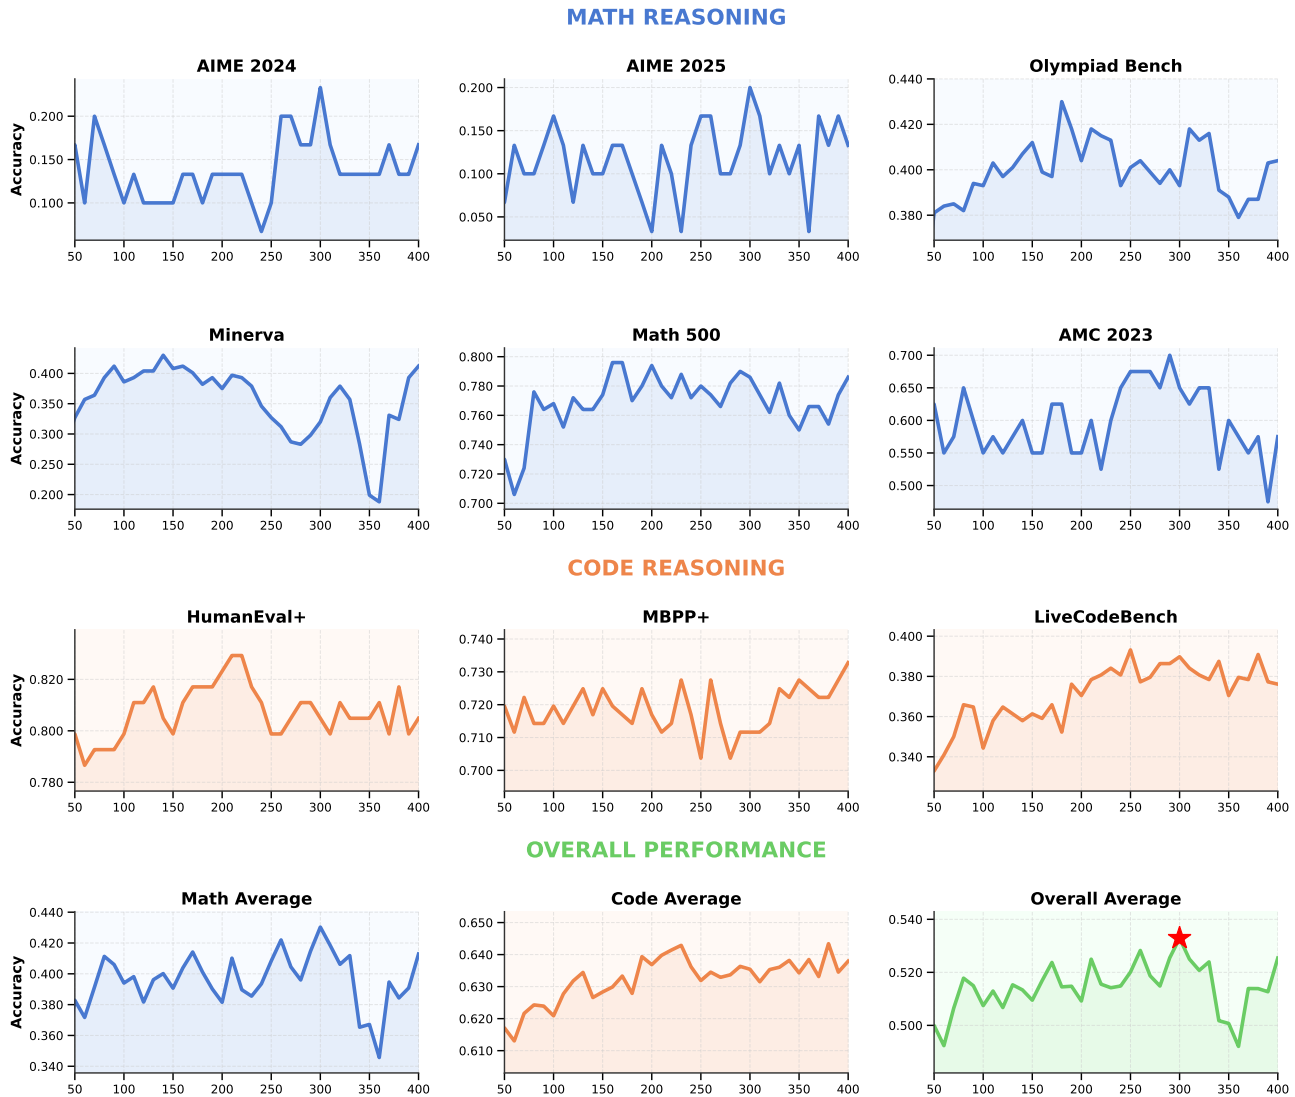 MATH REASONING
AIME 2024
AIME 2025
Olympiad Bench
Accuracy
0.200
0.150
0.100
50 100 150 200 250 300 350 400
0.200
0.150
0.100
0.050
50 100 150 200 250 300 350 400
0.440
0.420
0.400
0.380
50 100 150 200 250 300 350 400
Minerva
Math 500
AMC 2023
Accuracy
0.400
0.350
0.300
0.250
0.200
50 100 150 200 250 300 350 400
0.800
0.780
0.760
0.740
0.720
0.700
50 100 150 200 250 300 350 400
0.700
0.650
0.600
0.550
0.500
50 100 150 200 250 300 350 400
CODE REASONING
HumanEval+
MBPP+
LiveCodeBench
Accuracy
0.820
0.800
0.780
50 100 150 200 250 300 350 400
0.740
0.730
0.720
0.710
0.700
50 100 150 200 250 300 350 400
0.400
0.380
0.360
0.340
50 100 150 200 250 300 350 400
OVERALL PERFORMANCE
Math Average
Code Average
Overall Average
Accuracy
0.440
0.420
0.400
0.380
0.360
0.340
50 100 150 200 250 300 350 400
0.650
0.640
0.630
0.620
0.610
50 100 150 200 250 300 350 400
0.540
0.520
0.500
50 100 150 200 250 300 350 400